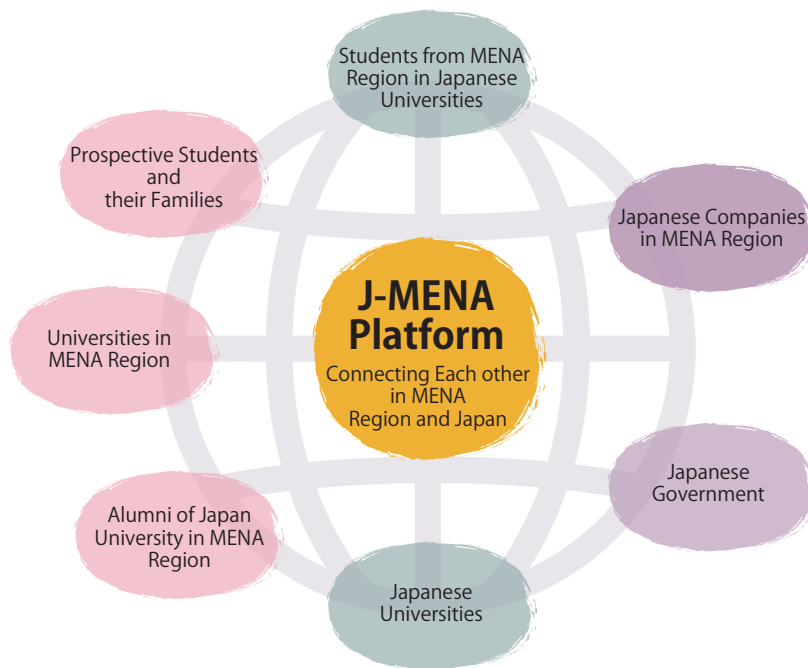 Students from MENA
Region in Japanese
Universities
Prospective Students
and
their Families
Japanese Companies
in MENA Region
J-MENA
Platform
Connecting Each other
in MENA
Region and Japan
Universities in
MENA Region
Japanese
Government
Alumni of Japan
University in MENA
Region
Japanese
Universities